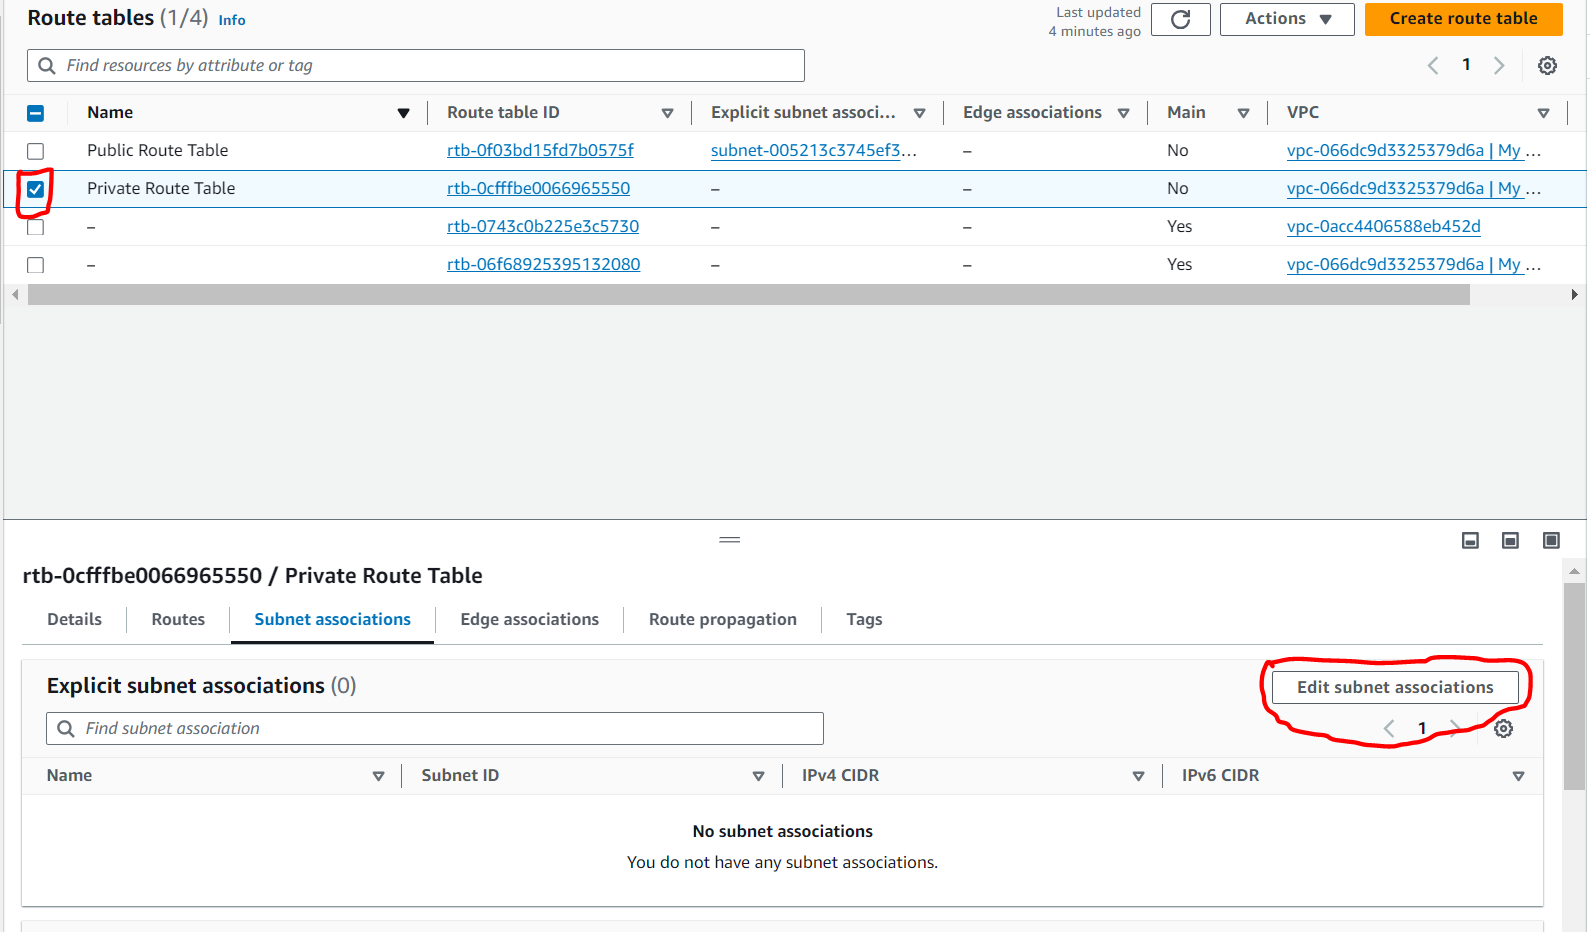 Route tables (1/4) Info
Last updated
4 minutes ago
Actions
Create route table
Find resources by attribute or tag
1
Name Route table ID Explicit subnet associ... Edge associations Main VPC
Public Route Table rtb-0f03bd15fd7b0575f subnet-005213c3745ef3... – No vpc-066dc9d3325379d6a | My ...
Private Route Table rtb-0cfffbe0066965550 – – No vpc-066dc9d3325379d6a | My ...
– rtb-0743c0b225e3c5730 – – Yes vpc-0acc4406588eb452d
– rtb-06f68925395132080 – – Yes vpc-066dc9d3325379d6a | My ...
rtb-0cfffbe0066965550 / Private Route Table
Details Routes Subnet associations Edge associations Route propagation Tags
Explicit subnet associations (0)
Edit subnet associations
Find subnet association
1
Name Subnet ID IPv4 CIDR IPv6 CIDR
No subnet associations
You do not have any subnet associations.